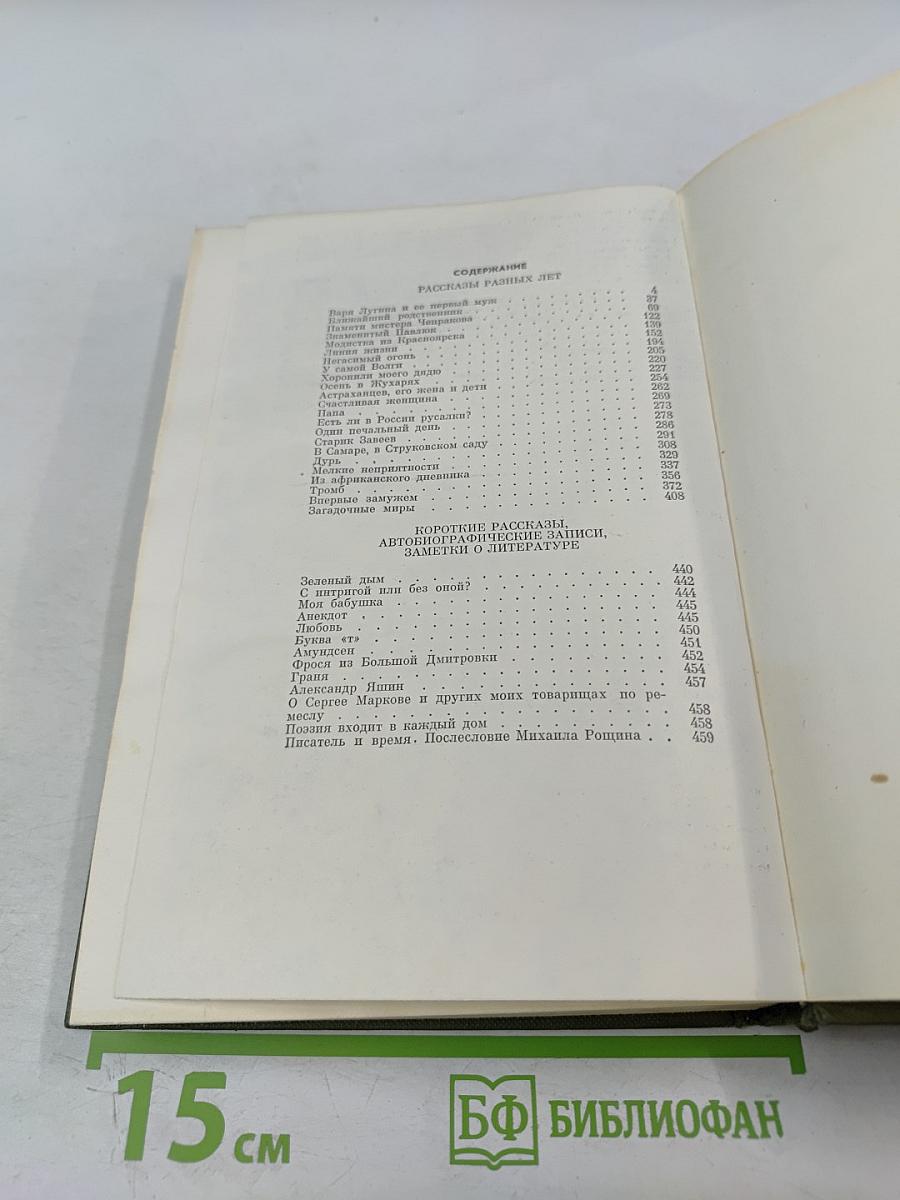 СОДЕРЖАНИЕ
РАССКАЗЫ РАЗНЫХ ЛЕТ
Варя Лугина и ее первый муж . . . . . . 4
Ближайший родственник . . . . . . 37
Памяти мистера Чепракова . . . . . . 69
Знаменитый Павлюк . . . . . . 122
Модистка из Красноярска . . . . . . 139
Линия жизни . . . . . . 152
Негасимый огонь . . . . . . 194
У самой Волги . . . . . . 205
Хоронили моего дядю . . . . . . 220
Осень в Жухарях . . . . . . 227
Астраханцев, его жена и дети . . . . . . 254
Счастливая женщина . . . . . . 262
Папа . . . . . . 269
Есть ли в России русалки? . . . . . . 273
Один печальный день . . . . . . 278
Старик Завеев . . . . . . 286
В Самаре, в Струковском саду . . . . . . 291
Дурь . . . . . . 308
Мелкие неприятности . . . . . . 329
Из африканского дневника . . . . . . 337
Тромб . . . . . . 356
Впервые замужем . . . . . . 372
Загадочные миры . . . . . . 408
КОРОТКИЕ РАССКАЗЫ,
АВТОБИОГРАФИЧЕСКИЕ ЗАПИСИ,
ЗАМЕТКИ О ЛИТЕРАТУРЕ
Зеленый дым . . . . . . 440
С интригой или без оной? . . . . . . 442
Моя бабушка . . . . . . 444
Анекдот . . . . . . 445
Любовь . . . . . . 445
Буква «т» . . . . . . 450
Амундсен . . . . . . 451
Фрося из Большой Дмитровки . . . . . . 452
Граня . . . . . . 454
Александр Яшин . . . . . . 457
О Сергее Маркове и других моих товарищах по ре-
меслу . . . . . . 458
Поэзия входит в каждый дом . . . . . . 458
Писатель и время. Послесловие Михаила Рощина . . 459
15 см
БФ БИБЛИОФАН